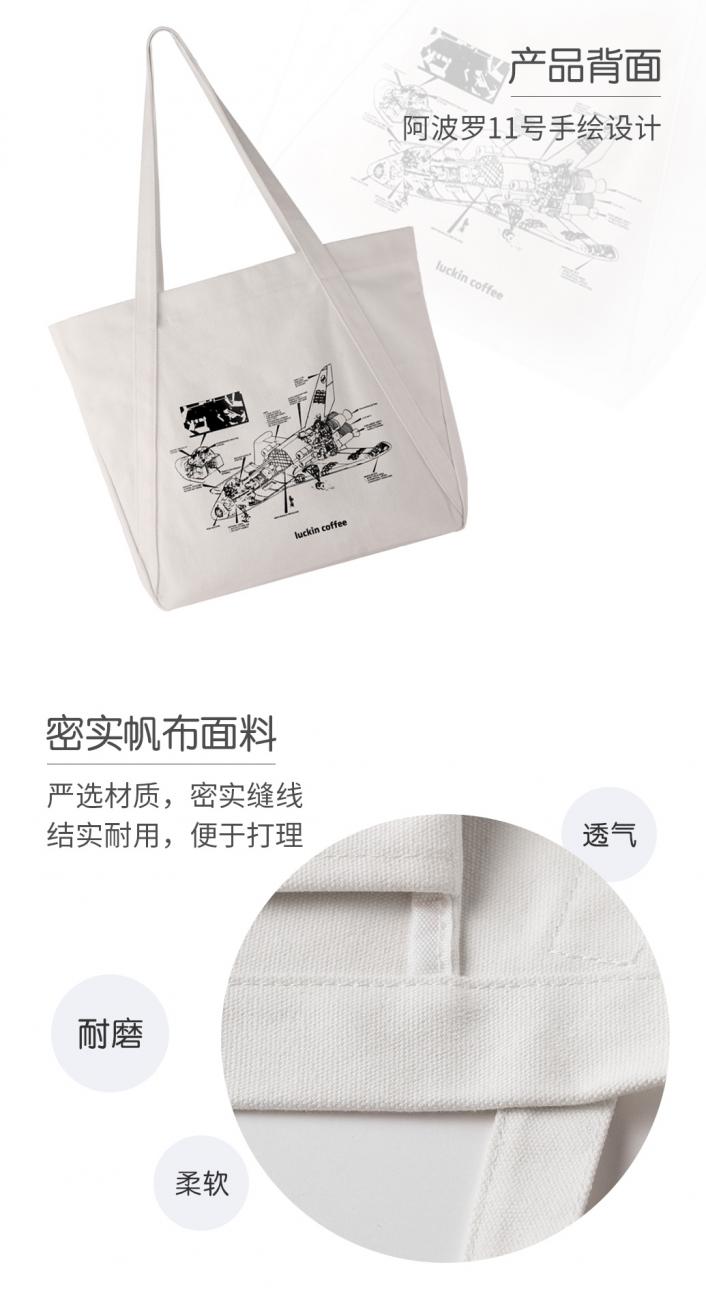 产品背面
阿波罗11号手绘设计
luckin coffee
luckin coffee
密实帆布面料
严选材质，密实缝线
结实耐用，便于打理
透气
耐磨
柔软